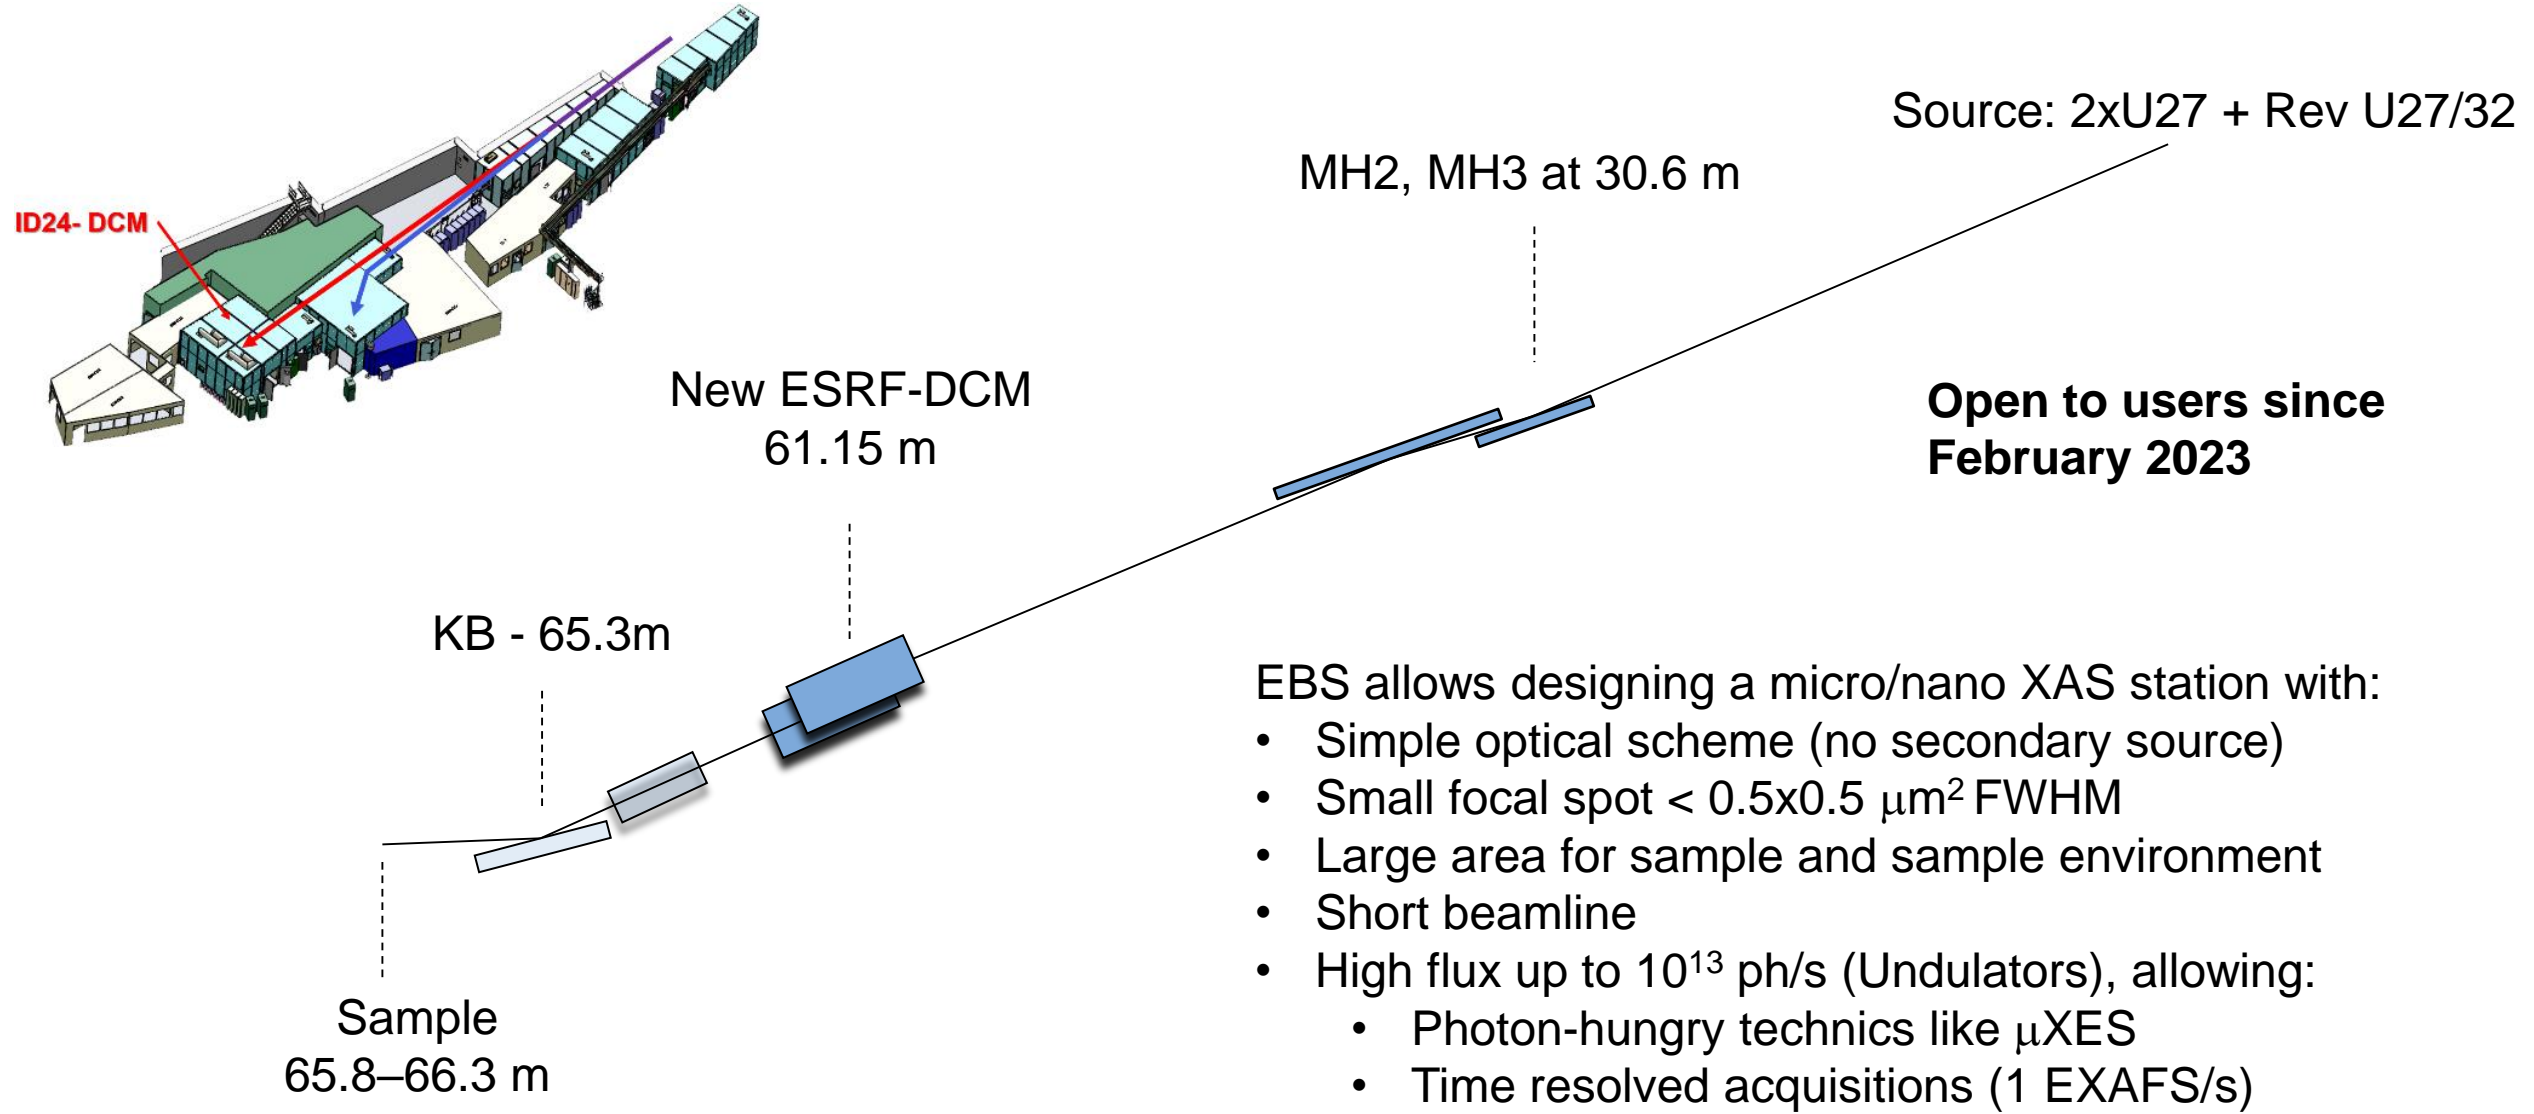 Source: 2xU27 + Rev U27/32
MH2, MH3 at 30.6 m
ID24- DCM
New ESRF-DCM
61.15 m
Open to users since
February 2023
KB - 65.3m
EBS allows designing a micro/nano XAS station with:
• Simple optical scheme (no secondary source)
• Small focal spot < 0.5x0.5 μm² FWHM
• Large area for sample and sample environment
• Short beamline
• High flux up to 10¹³ ph/s (Undulators), allowing:
• Photon-hungry technics like μXES
• Time resolved acquisitions (1 EXAFS/s)
Sample
65.8–66.3 m